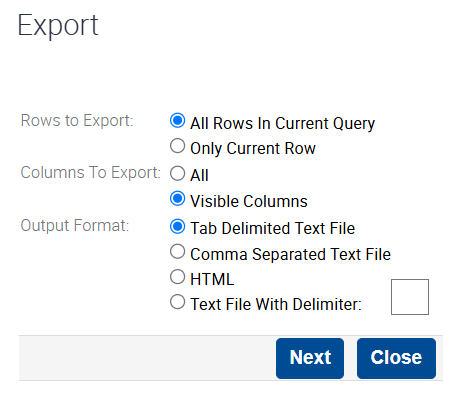 Export
Rows to Export: All Rows In Current Query
Only Current Row
Columns To Export: All
Visible Columns
Output Format: Tab Delimited Text File
Comma Separated Text File
HTML
Text File With Delimiter:
Next Close